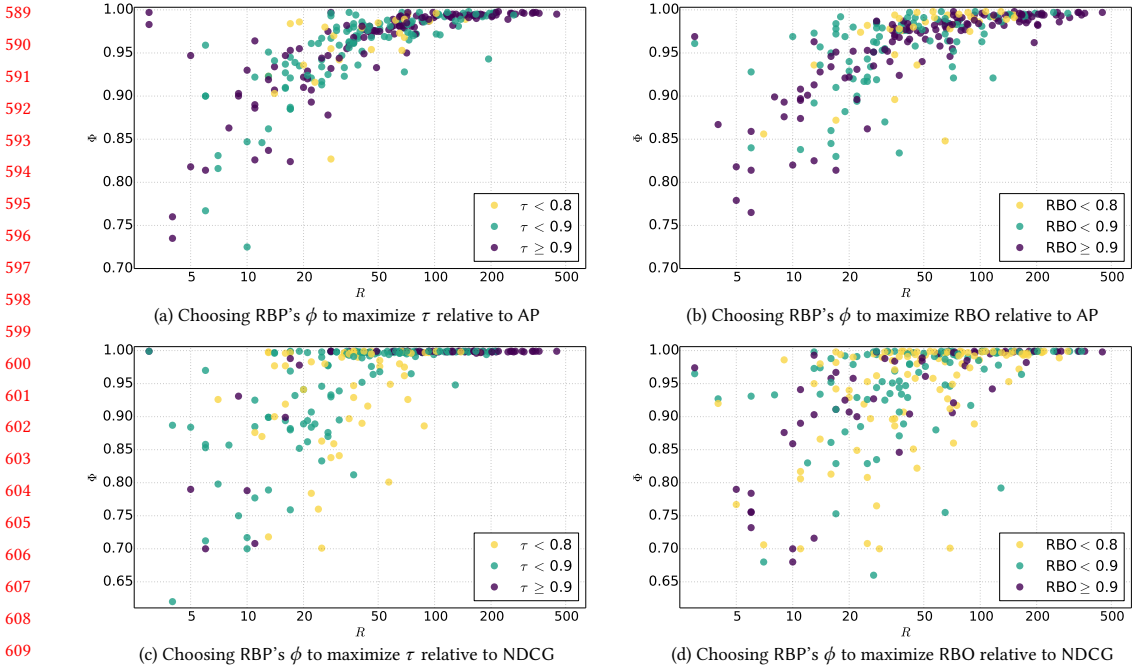 589
590
591
592
593
594
595
596
597
598
599
600
601
602
603
604
605
606
607
608
609
1.00
0.95
0.90
0.85
0.80
0.75
0.70
Φ
5 10 20 50 100 200 500
R
τ < 0.8
τ < 0.9
τ ≥ 0.9
(a) Choosing RBP's ϕ to maximize τ relative to AP
1.00
0.95
0.90
0.85
0.80
0.75
0.70
Φ
5 10 20 50 100 200 500
R
RBO < 0.8
RBO < 0.9
RBO ≥ 0.9
(b) Choosing RBP's ϕ to maximize RBO relative to AP
1.00
0.95
0.90
0.85
0.80
0.75
0.70
0.65
Φ
5 10 20 50 100 200 500
R
τ < 0.8
τ < 0.9
τ ≥ 0.9
(c) Choosing RBP's ϕ to maximize τ relative to NDCG
1.00
0.95
0.90
0.85
0.80
0.75
0.70
0.65
Φ
5 10 20 50 100 200 500
R
RBO < 0.8
RBO < 0.9
RBO ≥ 0.9
(d) Choosing RBP's ϕ to maximize RBO relative to NDCG